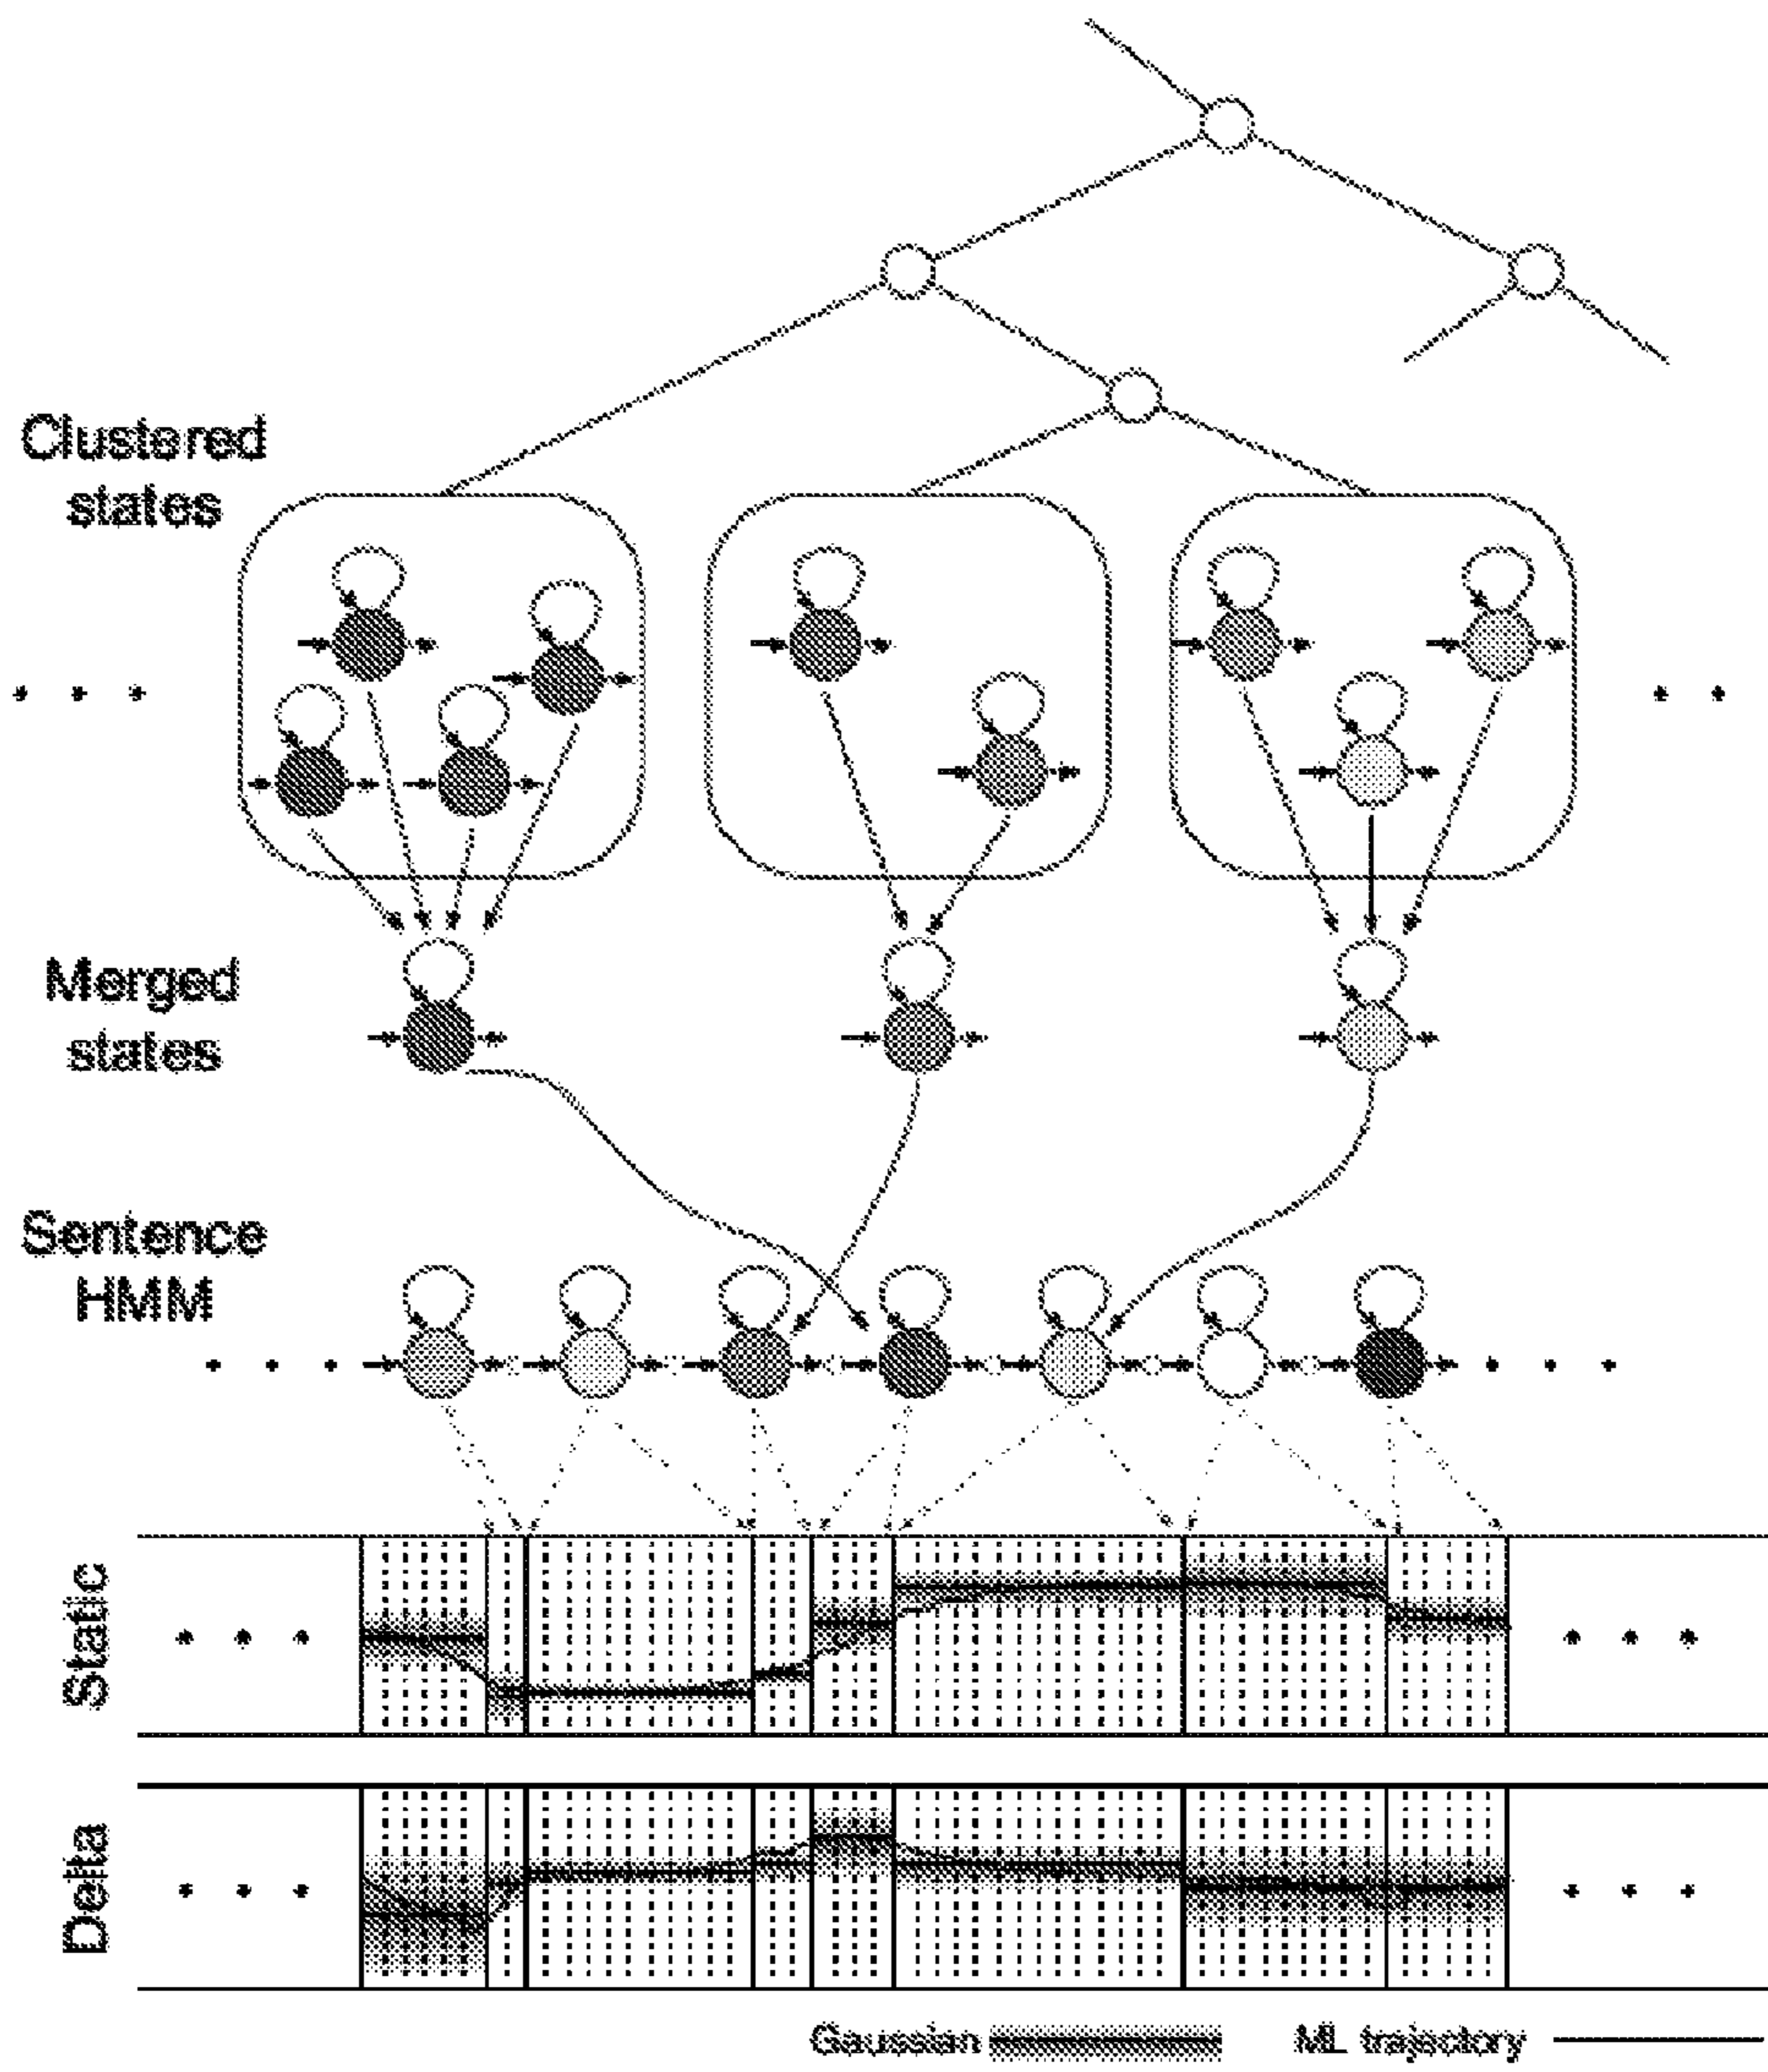 Clustered
states
Merged
states
Sentence
HMM
Static
Delta
Gaussian
ML trajectory